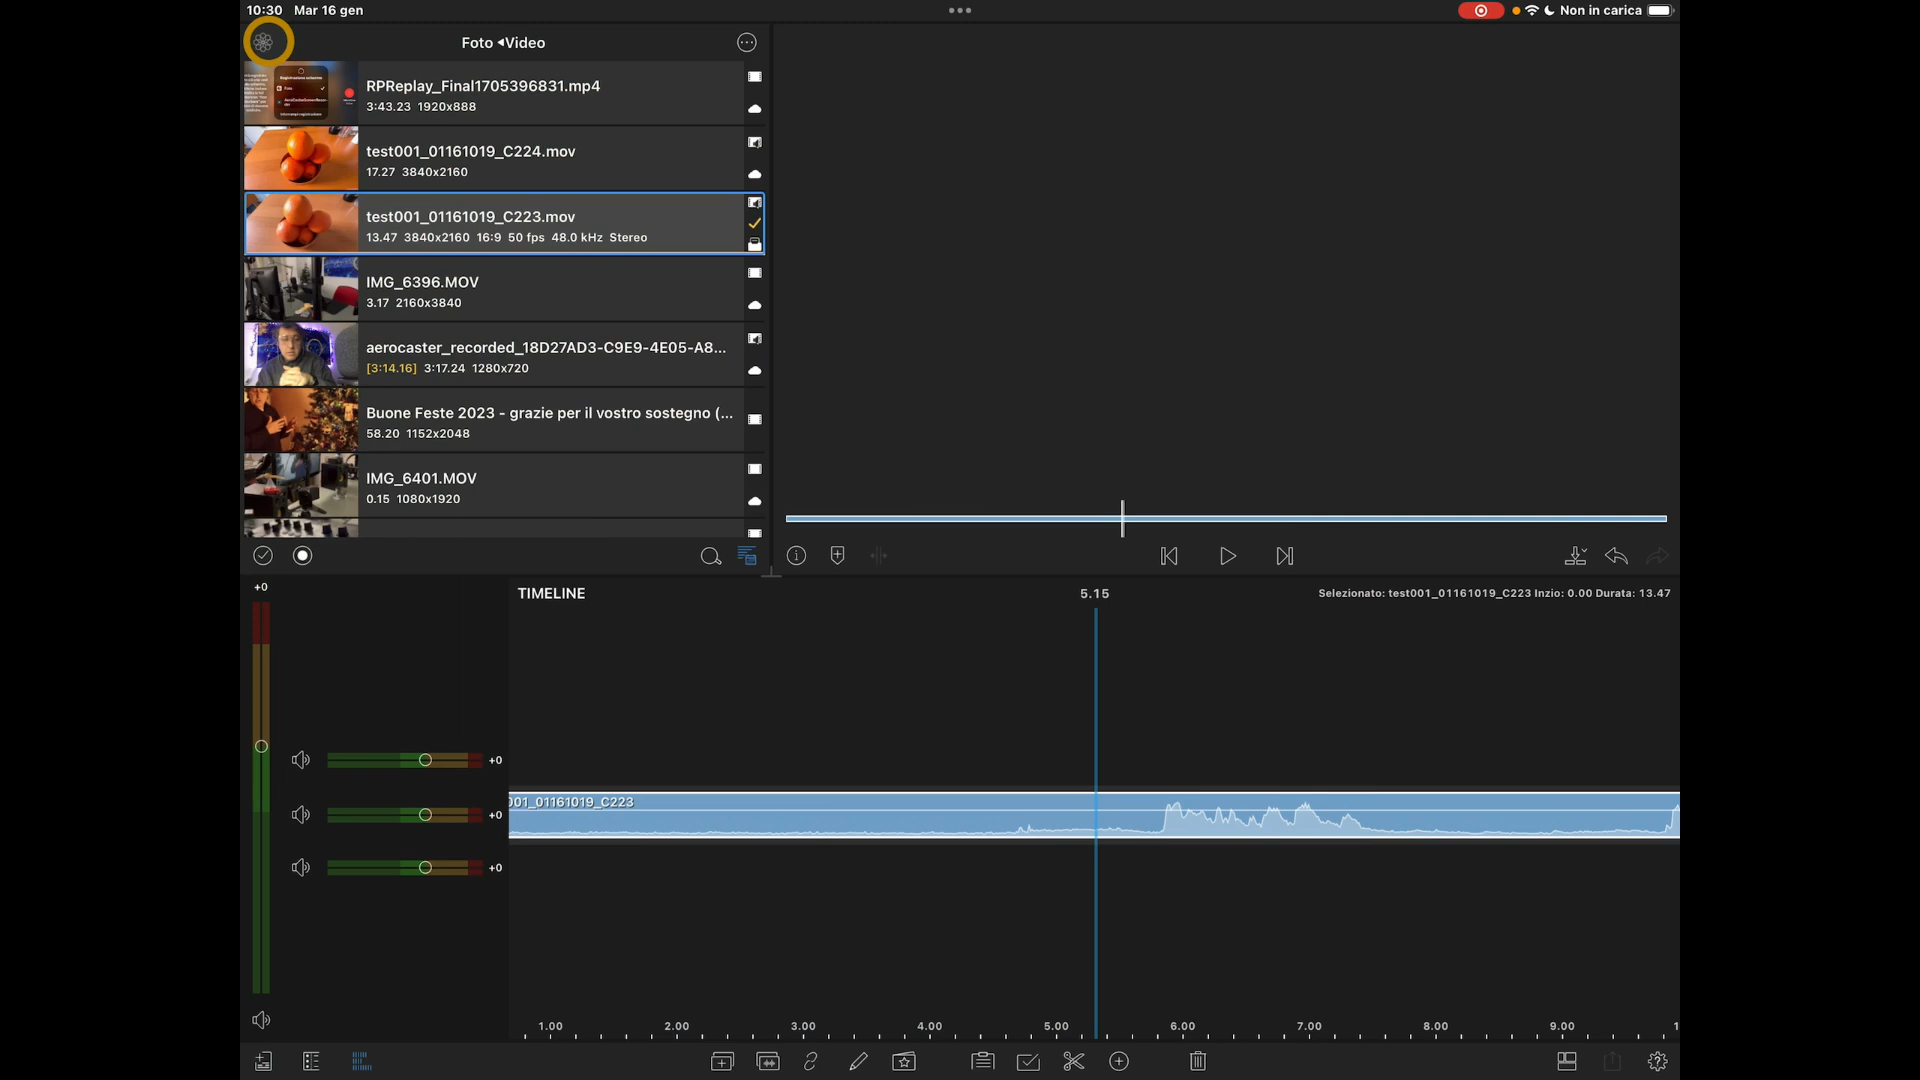 10:30 Mar 16 gen
Non in carica
Foto ◂Video
RPReplay_Final1705396831.mp4
3:43.23 1920x888
test001_01161019_C224.mov
17.27 3840x2160
test001_01161019_C223.mov
13.47 3840x2160 16:9 50 fps 48.0 kHz Stereo
IMG_6396.MOV
3.17 2160x3840
aerocaster_recorded_18D27AD3-C9E9-4E05-A8...
[3:14.16] 3:17.24 1280x720
Buone Feste 2023 - grazie per il vostro sostegno (...
58.20 1152x2048
IMG_6401.MOV
0.15 1080x1920
+0
TIMELINE
5.15
Selezionato: test001_01161019_C223 Inzio: 0.00 Durata: 13.47
+0
001_01161019_C223
+0
+0
1.00 2.00 3.00 4.00 5.00 6.00 7.00 8.00 9.00 1